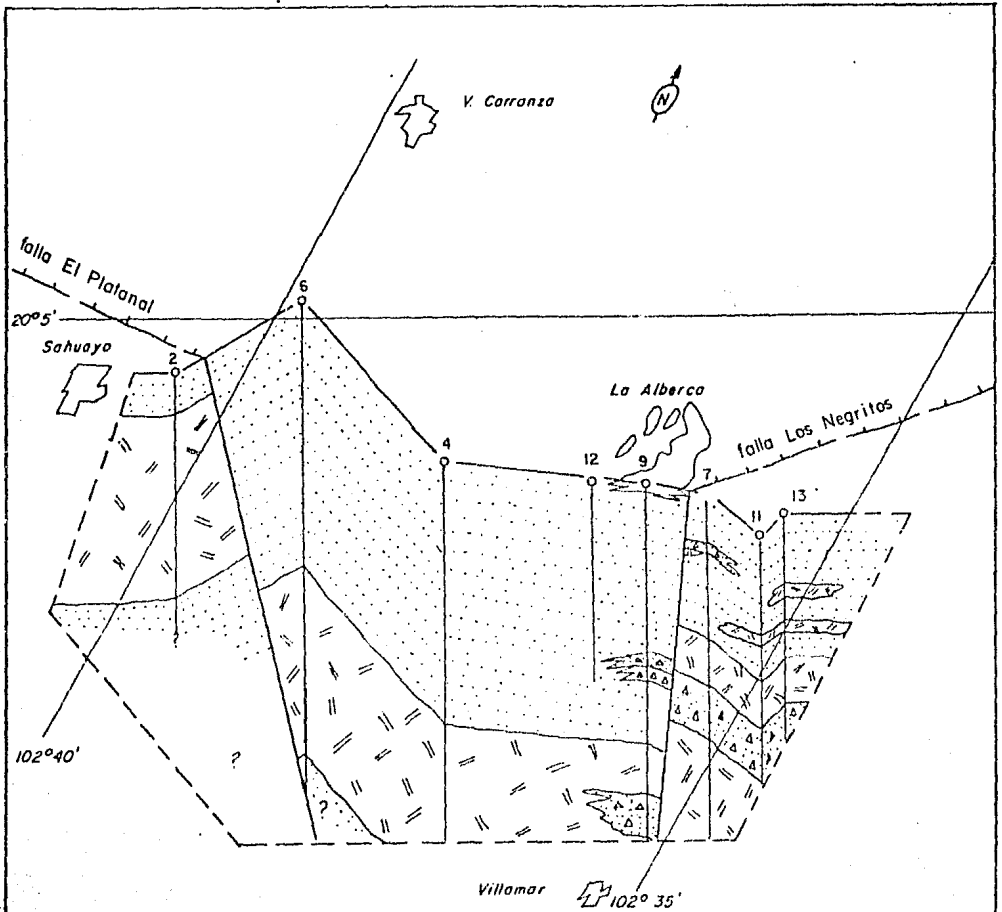 V. Carranza
N
falla El Platanal
6
20°5'
Sahuayo
2
La Alberca
falla Los Negritos
4
12
9
7
13
11
102°40'
?
?
Villamar
102° 35'